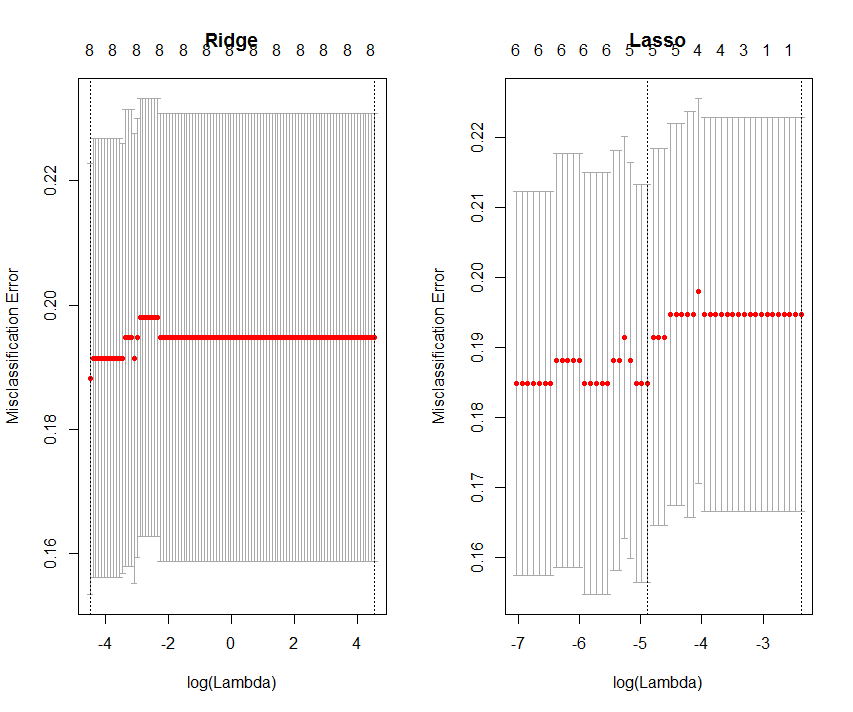 Ridge
8 8 8 8 8 8 8 8 8 8 8 8 8
Misclassification Error
0.22
0.20
0.18
0.16
-4 -2 0 2 4
log(Lambda)
Lasso
6 6 6 6 6 5 5 5 4 4 3 1 1
Misclassification Error
0.22
0.21
0.20
0.19
0.18
0.17
0.16
-7 -6 -5 -4 -3
log(Lambda)